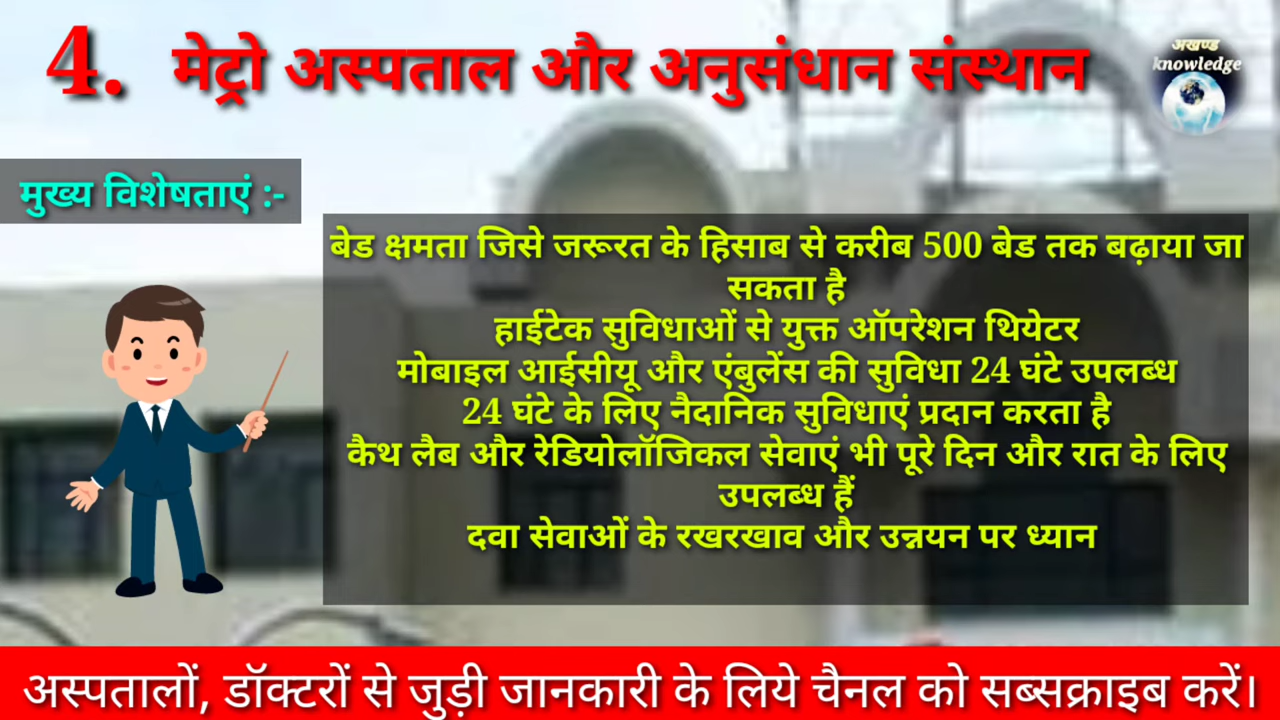 4. मेट्रो अस्पताल और अनुसंधान संस्थान
अखण्ड
knowledge
मुख्य विशेषताएं :-
बेड क्षमता जिसे जरूरत के हिसाब से करीब 500 बेड तक बढ़ाया जा
सकता है
हाईटेक सुविधाओं से युक्त ऑपरेशन थियेटर
मोबाइल आईसीयू और एंबुलेंस की सुविधा 24 घंटे उपलब्ध
24 घंटे के लिए नैदानिक सुविधाएं प्रदान करता है
कैथ लैब और रेडियोलॉजिकल सेवाएं भी पूरे दिन और रात के लिए
उपलब्ध हैं
दवा सेवाओं के रखरखाव और उन्नयन पर ध्यान
अस्पतालों, डॉक्टरों से जुड़ी जानकारी के लिये चैनल को सब्सक्राइब करें।